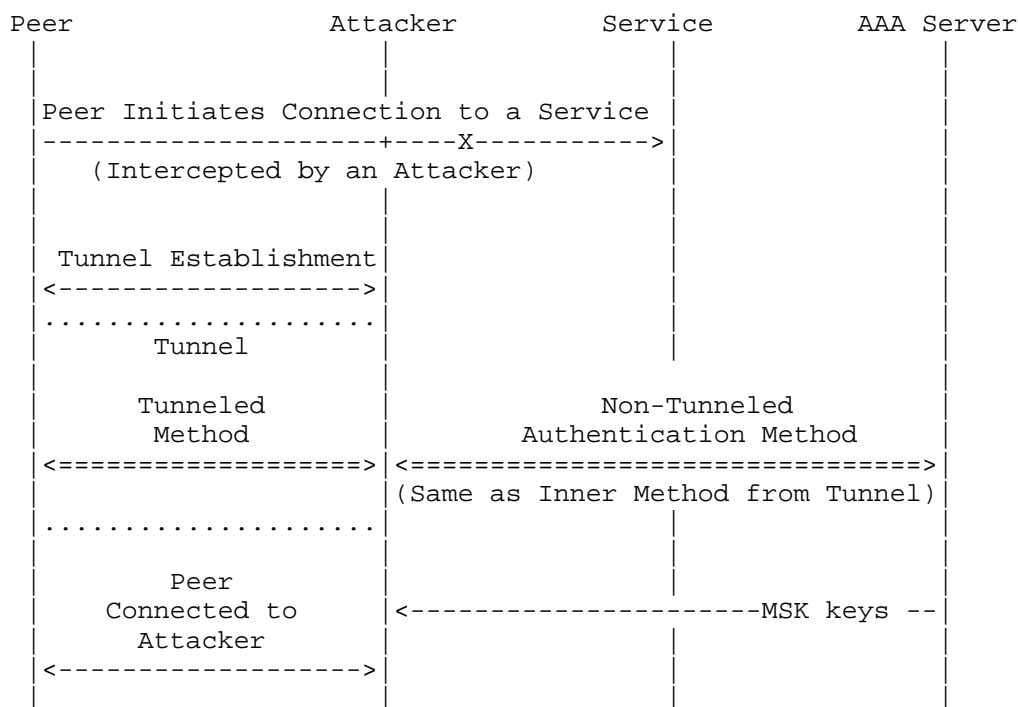 Peer Attacker Service AAA Server
Peer Initiates Connection to a Service
---------------------+----X----------->
(Intercepted by an Attacker)
Tunnel Establishment
<-------------------->
.....................
Tunnel
Tunneled Non-Tunneled
Method Authentication Method
<====================>|<================================>
(Same as Inner Method from Tunnel)
.....................
Peer
Connected to <----------------------MSK keys --
Attacker
<-------------------->